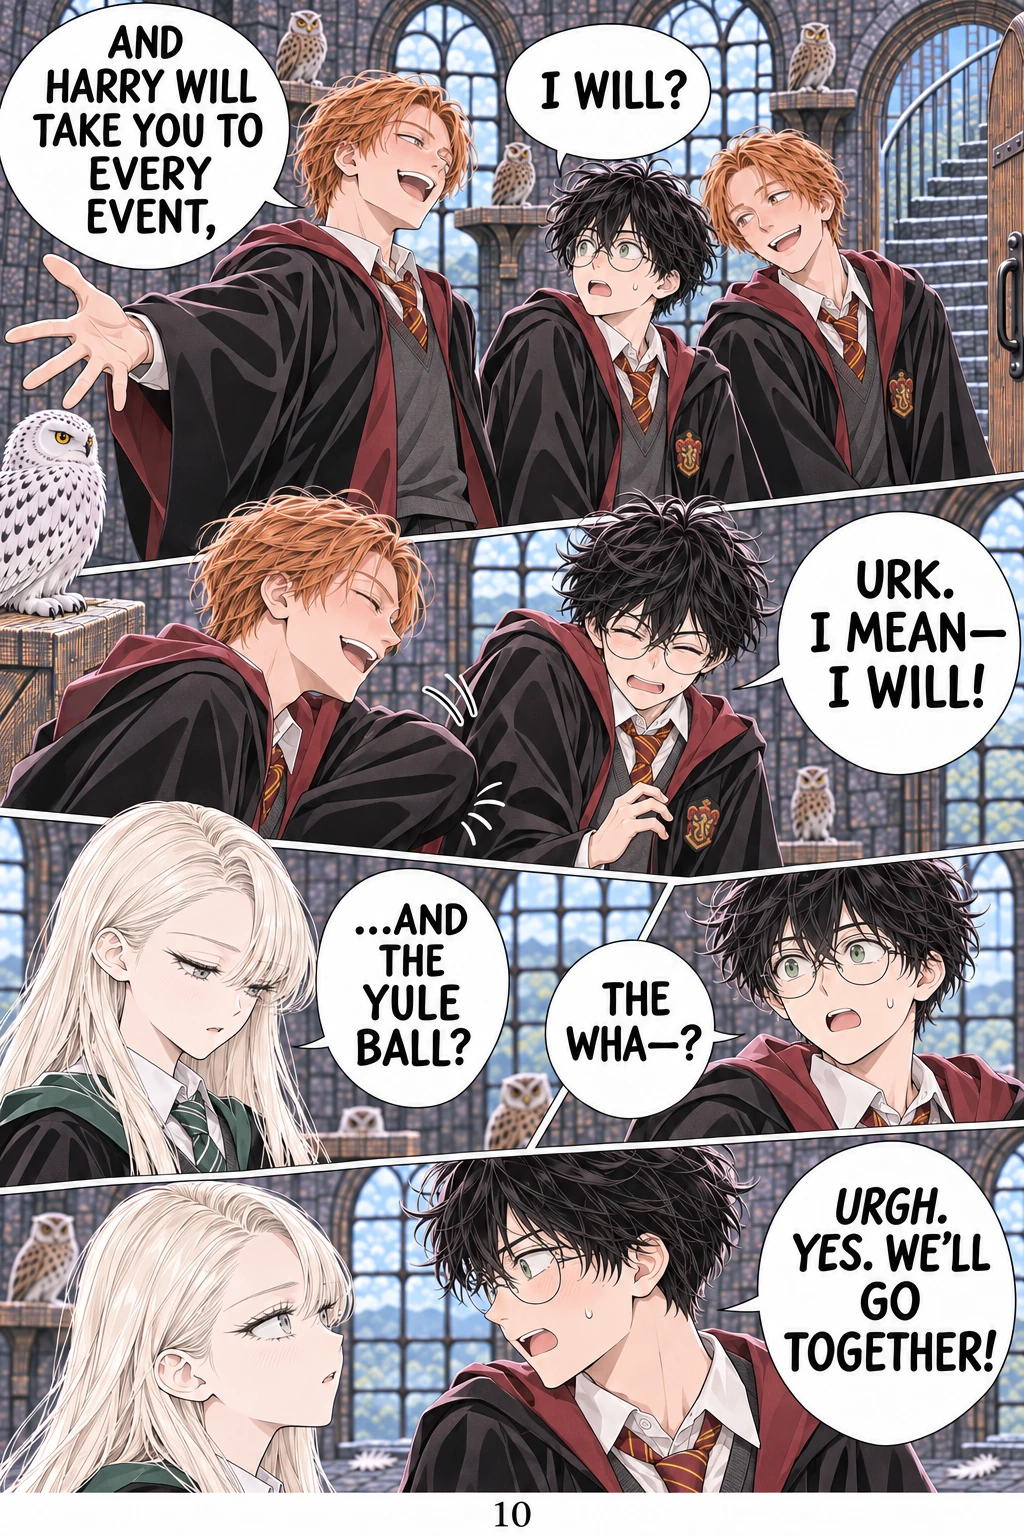 AND
HARRY WILL
TAKE YOU TO
EVERY
EVENT,
I WILL?
URK.
I MEAN—
I WILL!
...AND
THE
YULE
BALL?
THE
WHA—?
URGH.
YES. WE'LL
GO
TOGETHER!
10